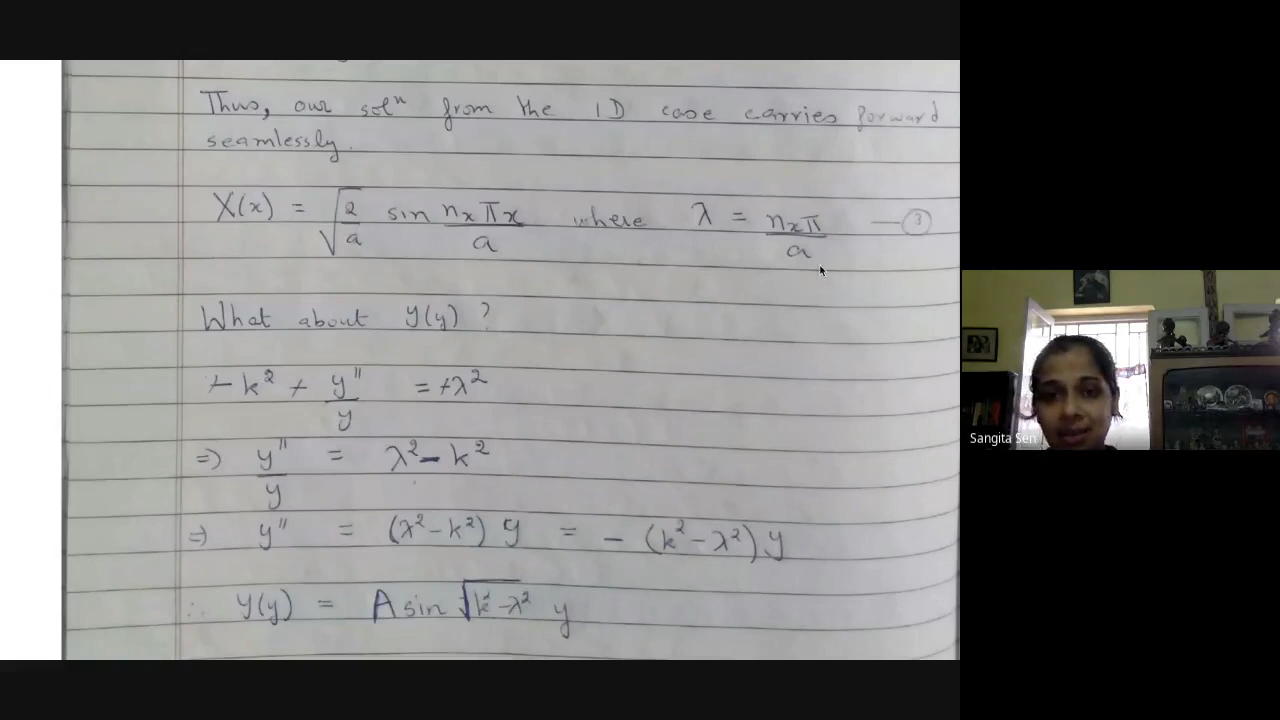 Thus, our solⁿ from the 1D case carries forward
seamlessly.
X(x) = √(2/a) sin nₓπx/a where λ = nₓπ/a —③
What about Y(y) ?
+ k² + y''/y = +λ²
⇒ y''/y = λ² - k²
⇒ y'' = (λ² - k²) y = - (k² - λ²) y
∴ Y(y) = A sin √(k² - λ²) y
Sangita Sen